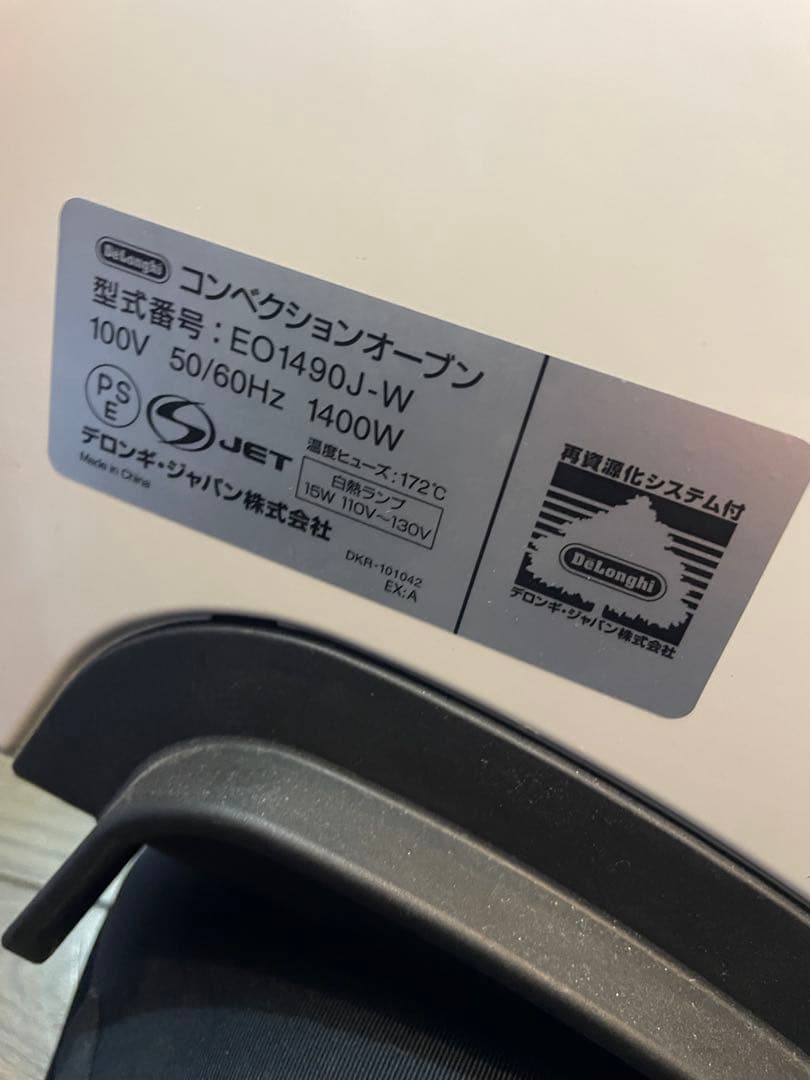 DeLonghi コンベクションオーブン
型式番号：EO1490J-W
100V 50/60Hz 1400W
PSE
S JET
温度ヒューズ：172℃
白熱ランプ
15W 110V～130V
デロンギ・ジャパン株式会社
Made in China
DKR-101042
EX:A
再資源化システム付
DeLonghi
デロンギ・ジャパン株式会社